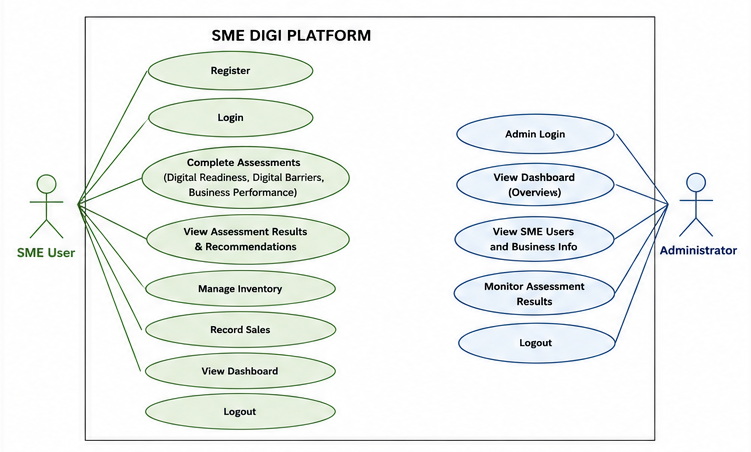 SME DIGI PLATFORM
Register
Login
Complete Assessments
(Digital Readiness, Digital Barriers,
Business Performance)
View Assessment Results
& Recommendations
Manage Inventory
Record Sales
View Dashboard
Logout
SME User
Admin Login
View Dashboard
(Overview)
View SME Users
and Business Info
Monitor Assessment
Results
Logout
Administrator